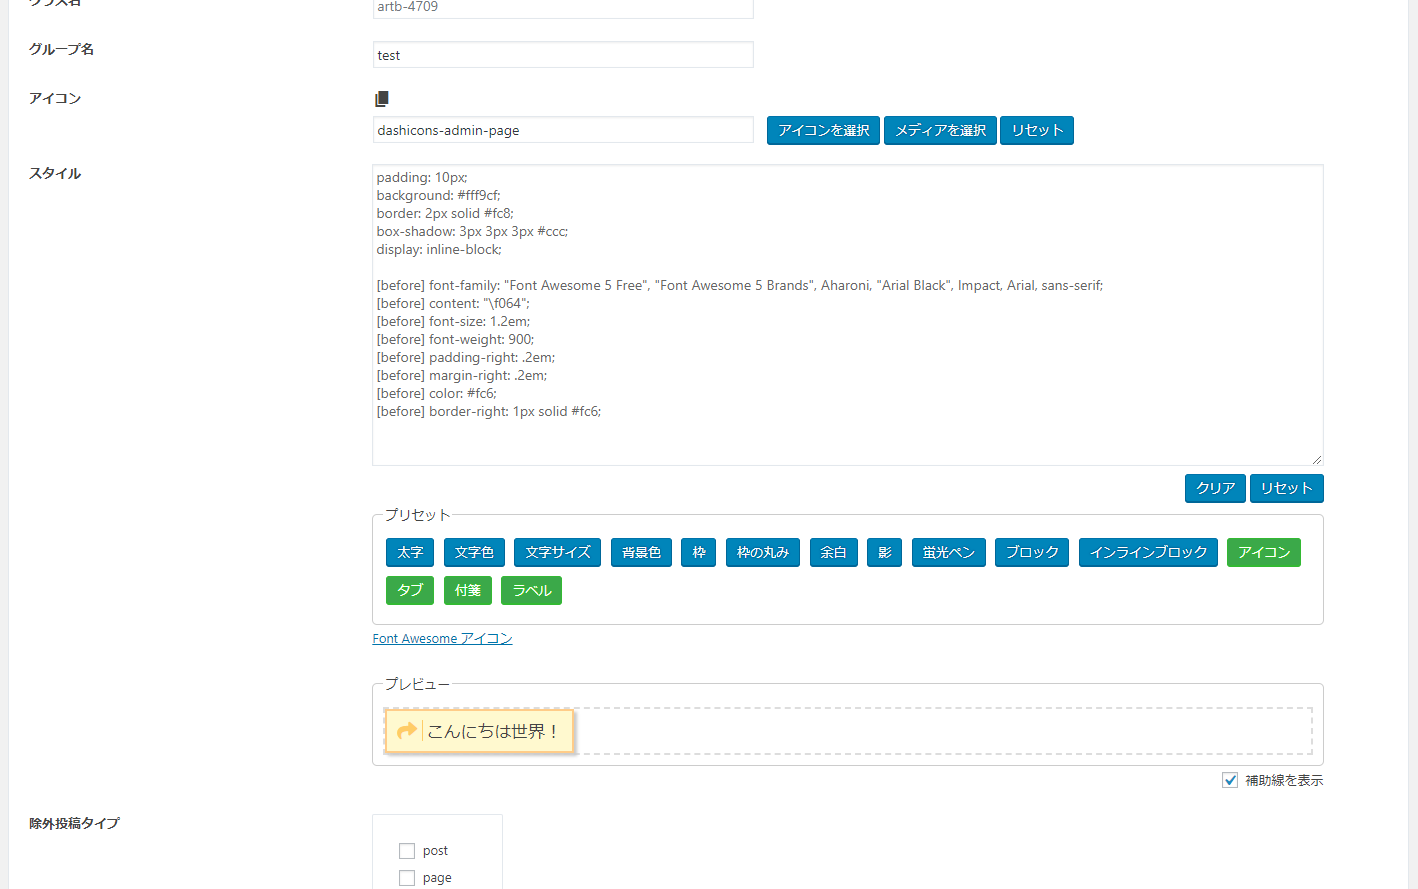 クラス名
artb-4709
グループ名
test
アイコン
dashicons-admin-page
アイコンを選択 メディアを選択 リセット
スタイル
padding: 10px;
background: #fff9cf;
border: 2px solid #fc8;
box-shadow: 3px 3px 3px #ccc;
display: inline-block;
[before] font-family: "Font Awesome 5 Free", "Font Awesome 5 Brands", Aharoni, "Arial Black", Impact, Arial, sans-serif;
[before] content: "\f064";
[before] font-size: 1.2em;
[before] font-weight: 900;
[before] padding-right: .2em;
[before] margin-right: .2em;
[before] color: #fc6;
[before] border-right: 1px solid #fc6;
クリア リセット
プリセット
太字 文字色 文字サイズ 背景色 枠 枠の丸み 余白 影 蛍光ペン ブロック インラインブロック アイコン
タブ 付箋 ラベル
Font Awesome アイコン
プレビュー
こんにちは世界！
補助線を表示
除外投稿タイプ
post
page